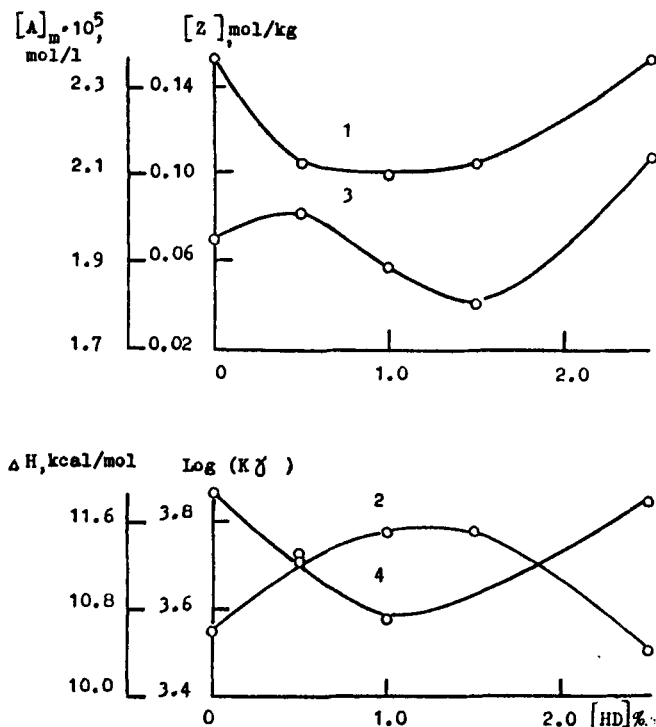 [A]m·10⁵, [Z],mol/kg
mol/l
2.3 0.14
1
2.1 0.10
3
1.9 0.06
1.7 0.02
0 1.0 2.0
ΔH,kcal/mol Log (Kγ)
11.6 3.8 2
4
10.8 3.6
10.0 3.4
0 1.0 2.0 [HD]%